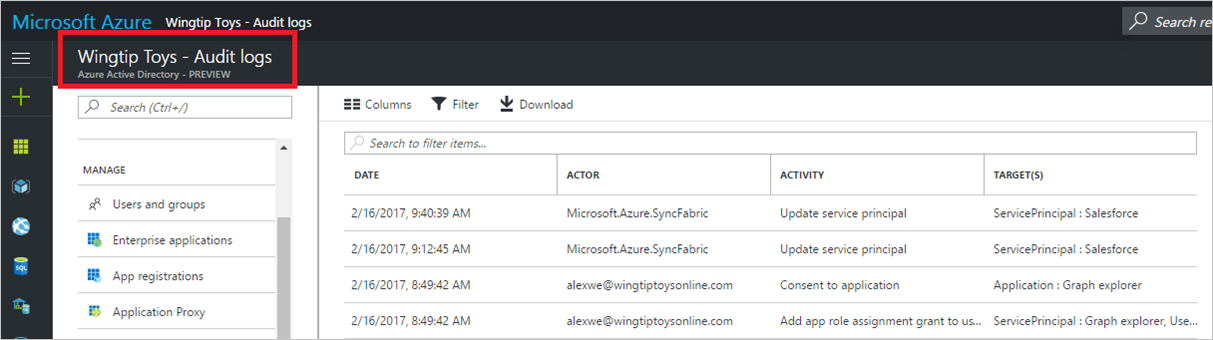 Microsoft Azure Wingtip Toys - Audit logs
Search re
Wingtip Toys - Audit logs
Azure Active Directory - PREVIEW
Search (Ctrl+/)
MANAGE
Users and groups
Enterprise applications
App registrations
Application Proxy
Columns Filter Download
Search to filter items...
DATE ACTOR ACTIVITY TARGET(S)
2/16/2017, 9:40:39 AM Microsoft.Azure.SyncFabric Update service principal ServicePrincipal : Salesforce
2/16/2017, 9:12:45 AM Microsoft.Azure.SyncFabric Update service principal ServicePrincipal : Salesforce
2/16/2017, 8:49:42 AM alexwe@wingtiptoysonline.com Consent to application Application : Graph explorer
2/16/2017, 8:49:42 AM alexwe@wingtiptoysonline.com Add app role assignment grant to us... ServicePrincipal : Graph explorer, Use...
SQL